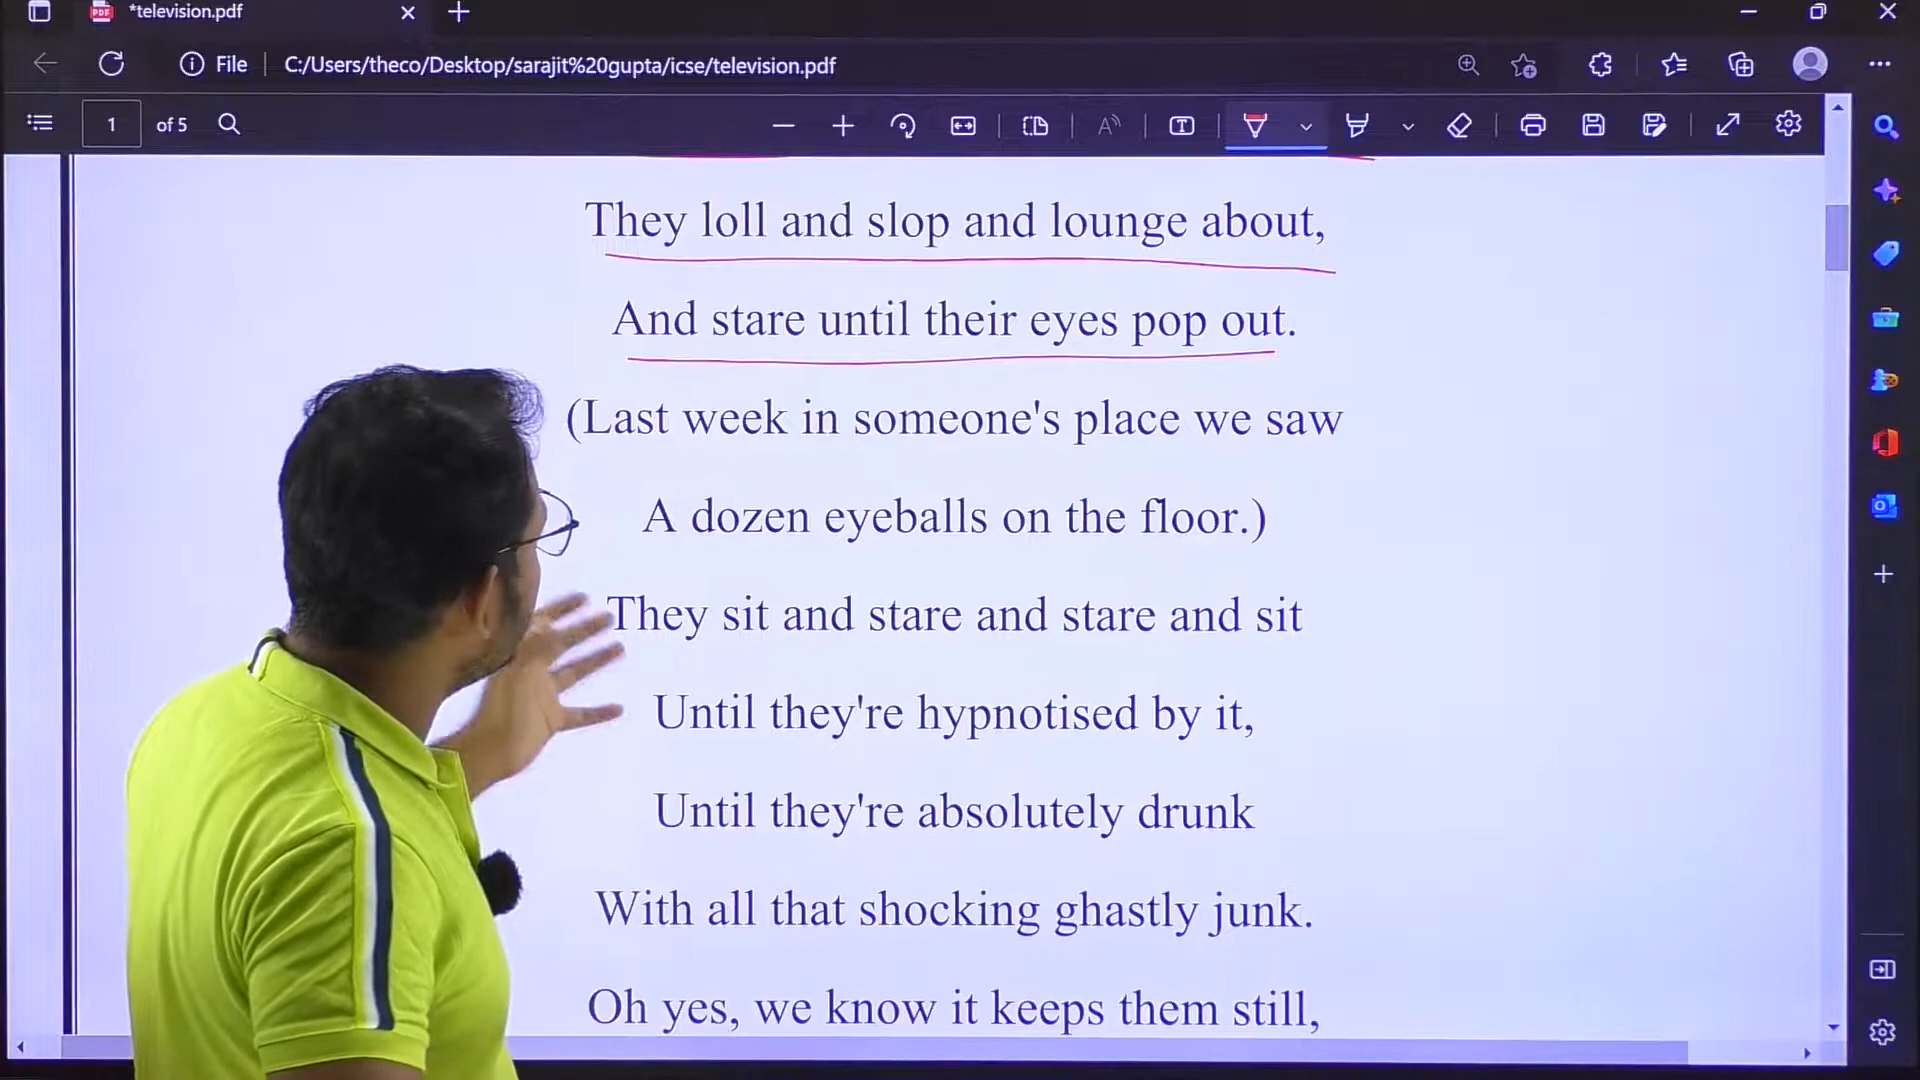 *television.pdf
File
C:/Users/theco/Desktop/sarajit%20gupta/icse/television.pdf
1 of 5
They loll and slop and lounge about,
And stare until their eyes pop out.
(Last week in someone's place we saw
A dozen eyeballs on the floor.)
They sit and stare and stare and sit
Until they're hypnotised by it,
Until they're absolutely drunk
With all that shocking ghastly junk.
Oh yes, we know it keeps them still,